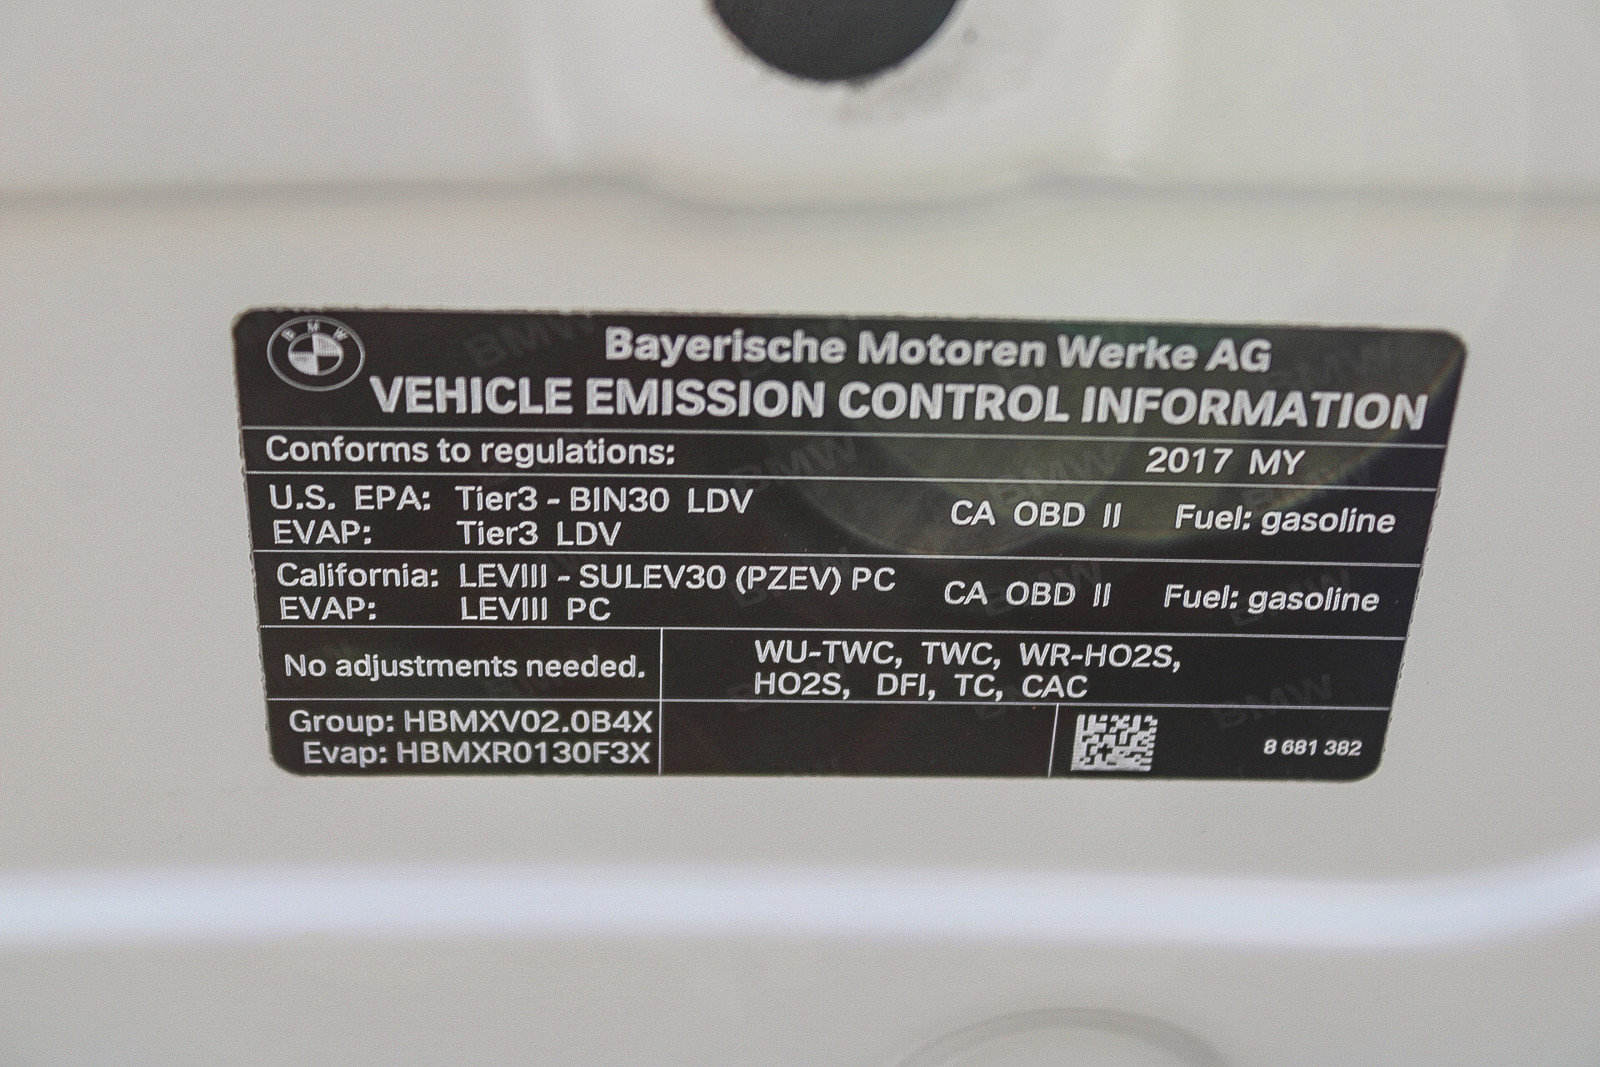 BMW
Bayerische Motoren Werke AG
VEHICLE EMISSION CONTROL INFORMATION
Conforms to regulations: 2017 MY
U.S. EPA: Tier3 - BIN30 LDV CA OBD II Fuel: gasoline
EVAP: Tier3 LDV
California: LEVIII - SULEV30 (PZEV) PC CA OBD II Fuel: gasoline
EVAP: LEVIII PC
No adjustments needed.
WU-TWC, TWC, WR-HO2S,
HO2S, DFI, TC, CAC
Group: HBMXV02.0B4X
Evap: HBMXR0130F3X
8 681 382